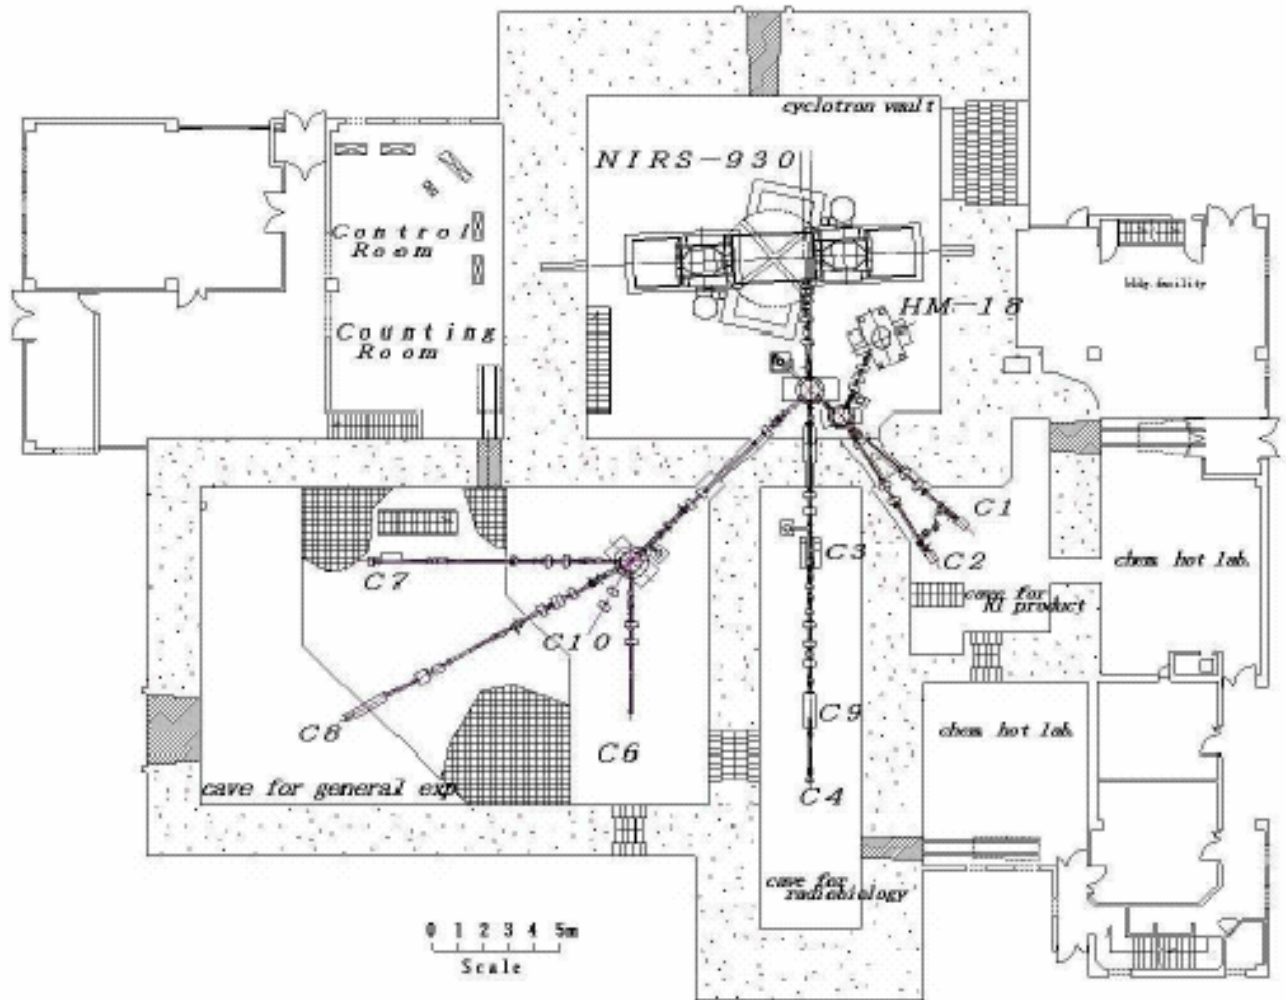 cyclotron vault
NIRS-930
Control
Room
HM-18
Counting
Room
C1
C3
C2
C7
chem hot lab.
cave for
RI product
C10
C9
C8
chem hot lab.
C6
cave for general exp.
C4
cave for
radiobiology
0 1 2 3 4 5m
Scale